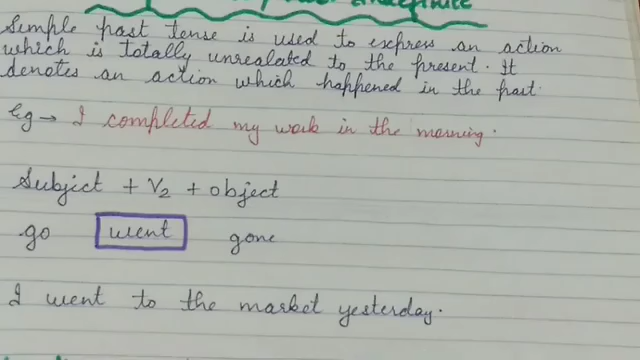 Indefinite
Simple past tense is used to express an action
which is totally unrealated to the present. It
denotes an action which happened in the past.
Eg → I completed my work in the morning.
Subject + V2 + object
go went gone
I went to the market yesterday.